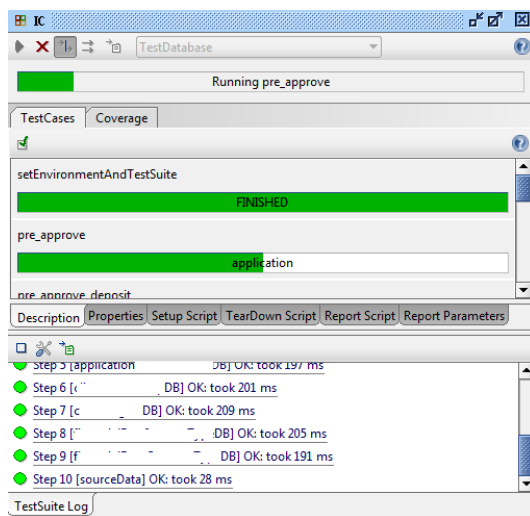 IC
TestDatabase
Running pre_approve
TestCases Coverage
setEnvironmentAndTestSuite
FINISHED
pre_approve
application
pre_approve_deposit
Description Properties Setup Script TearDown Script Report Script Report Parameters
Step 5 [application DB] OK: took 197 ms
Step 6 [ DB] OK: took 201 ms
Step 7 [ DB] OK: took 209 ms
Step 8 [ DB] OK: took 205 ms
Step 9 [ DB] OK: took 191 ms
Step 10 [sourceData] OK: took 28 ms
TestSuite Log